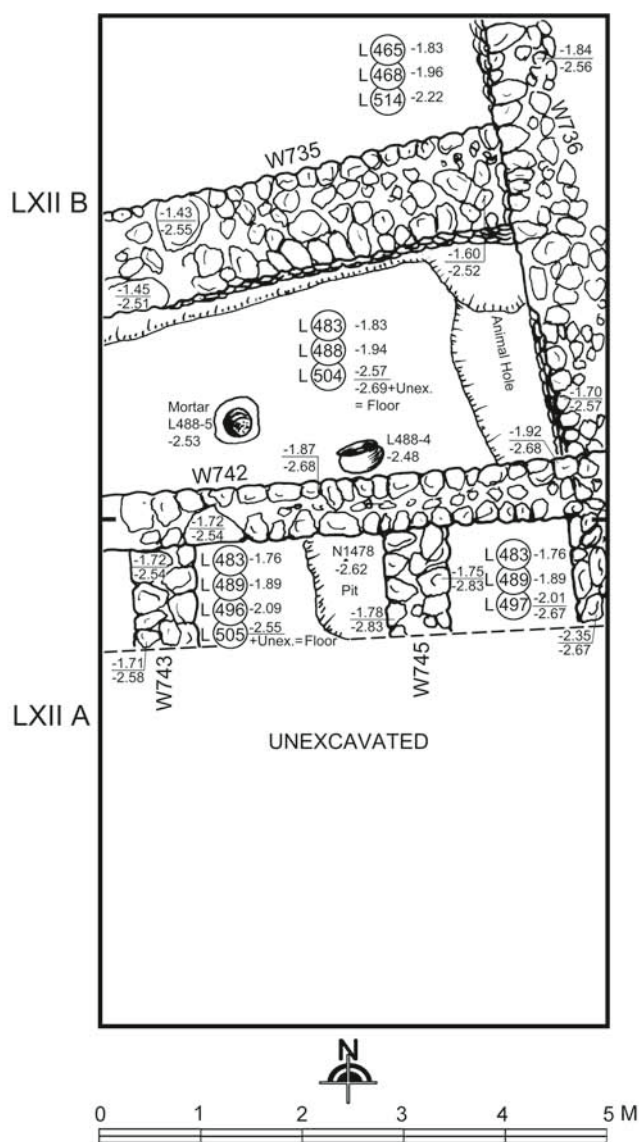 L 465 -1.83
L 468 -1.96
L 514 -2.22
-1.84
-2.56
W736
W735
LXII B
-1.43
-2.55
-1.45
-2.51
-1.60
-2.52
L 483 -1.83
L 488 -1.94
L 504 -2.57
-2.69+Unex.
= Floor
Animal Hole
Mortar
L488-5
-2.53
-1.70
-2.57
L488-4
-2.48
-1.92
-2.68
-1.87
-2.68
W742
-1.72
-2.54
-1.72
-2.54
L 483 -1.76
L 489 -1.89
L 496 -2.09
L 505 -2.55
+Unex.=Floor
N1478
-2.62
Pit
-1.78
-2.83
-1.75
-2.83
L 483 -1.76
L 489 -1.89
L 497 -2.01
-2.67
-2.35
-2.67
-1.71
-2.58
W743
W745
LXII A
UNEXCAVATED
N
0 1 2 3 4 5 M